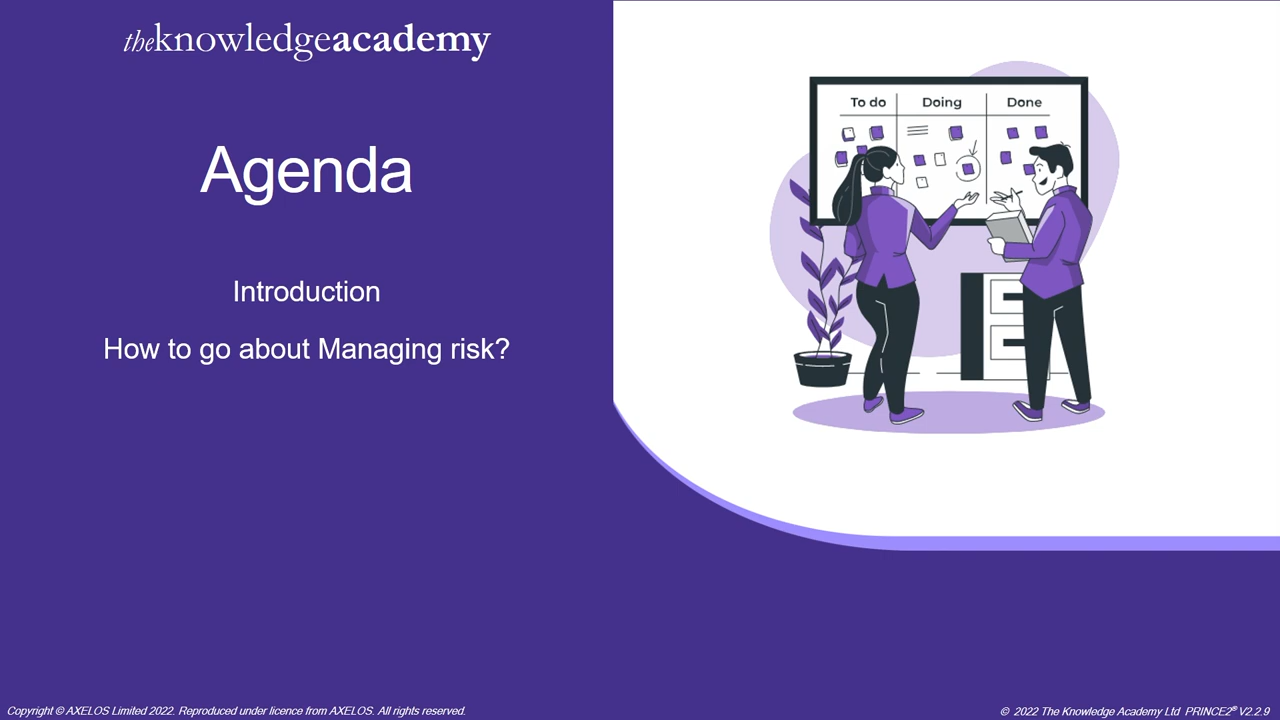 theknowledgeacademy
Agenda
Introduction
How to go about Managing risk?
To do Doing Done
Copyright © AXELOS Limited 2022. Reproduced under licence from AXELOS. All rights reserved.
© 2022 The Knowledge Academy Ltd PRINCE2® V2.2.9